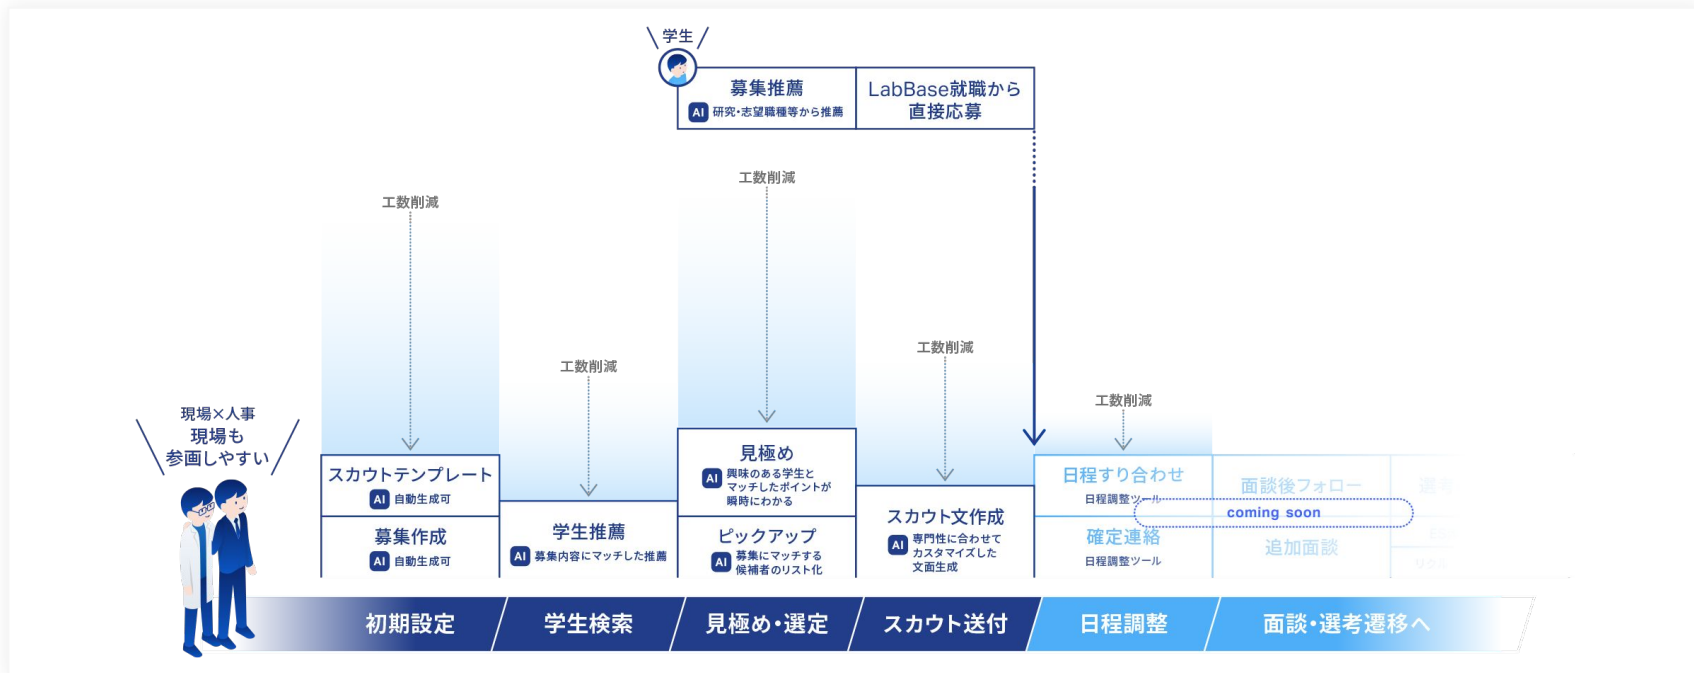 学生
募集推薦
AI 研究・志望職種等から推薦
LabBase就職から
直接応募
工数削減
工数削減
工数削減
工数削減
工数削減
現場×人事
現場も
参画しやすい
スカウトテンプレート
AI 自動生成可
募集作成
AI 自動生成可
学生推薦
AI 募集内容にマッチした推薦
見極め
AI 興味のある学生と
マッチしたポイントが
瞬時にわかる
ピックアップ
AI 募集にマッチする
候補者のリスト化
スカウト文作成
AI 専門性に合わせて
カスタマイズした
文面生成
日程すり合わせ
日程調整ツール
確定連絡
日程調整ツール
面談後フォロー
coming soon
追加面談
初期設定
学生検索
見極め・選定
スカウト送付
日程調整
面談・選考遷移へ